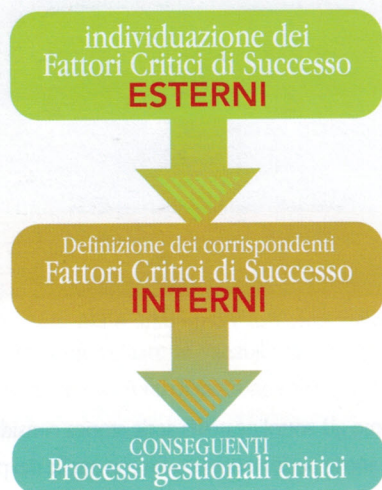 individuazione dei
Fattori Critici di Successo
ESTERNI
Definizione dei corrispondenti
Fattori Critici di Successo
INTERNI
CONSEGUENTI
Processi gestionali critici